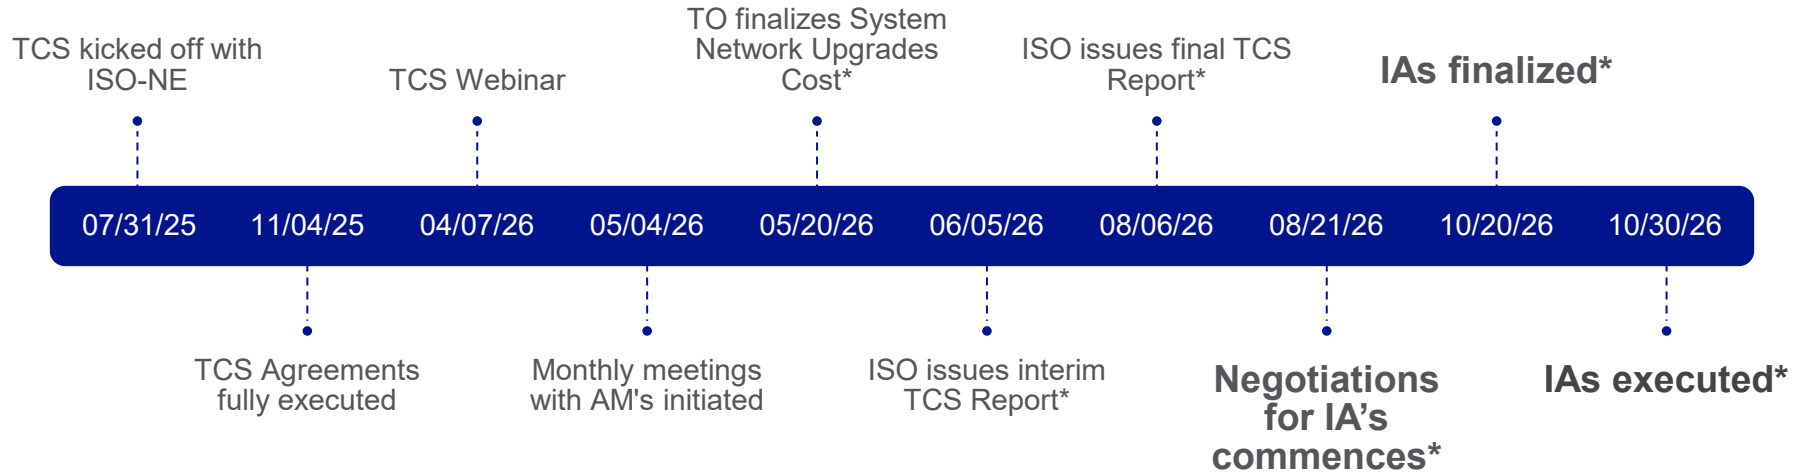 TCS kicked off with
ISO-NE
TCS Webinar
TO finalizes System
Network Upgrades
Cost*
ISO issues final TCS
Report*
IAs finalized*
07/31/25 11/04/25 04/07/26 05/04/26 05/20/26 06/05/26 08/06/26 08/21/26 10/20/26 10/30/26
TCS Agreements
fully executed
Monthly meetings
with AM's initiated
ISO issues interim
TCS Report*
Negotiations
for IA’s
commences*
IAs executed*